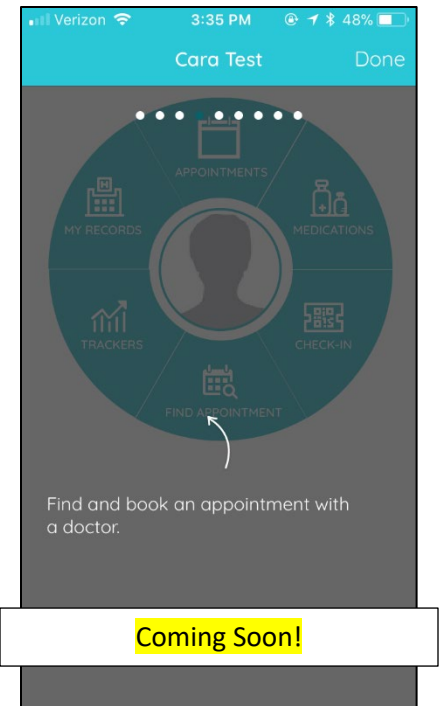 Verizon 3:35 PM 48%
Cara Test Done
APPOINTMENTS
MY RECORDS
MEDICATIONS
TRACKERS
CHECK-IN
FIND APPOINTMENT
Find and book an appointment with
a doctor.
Coming Soon!